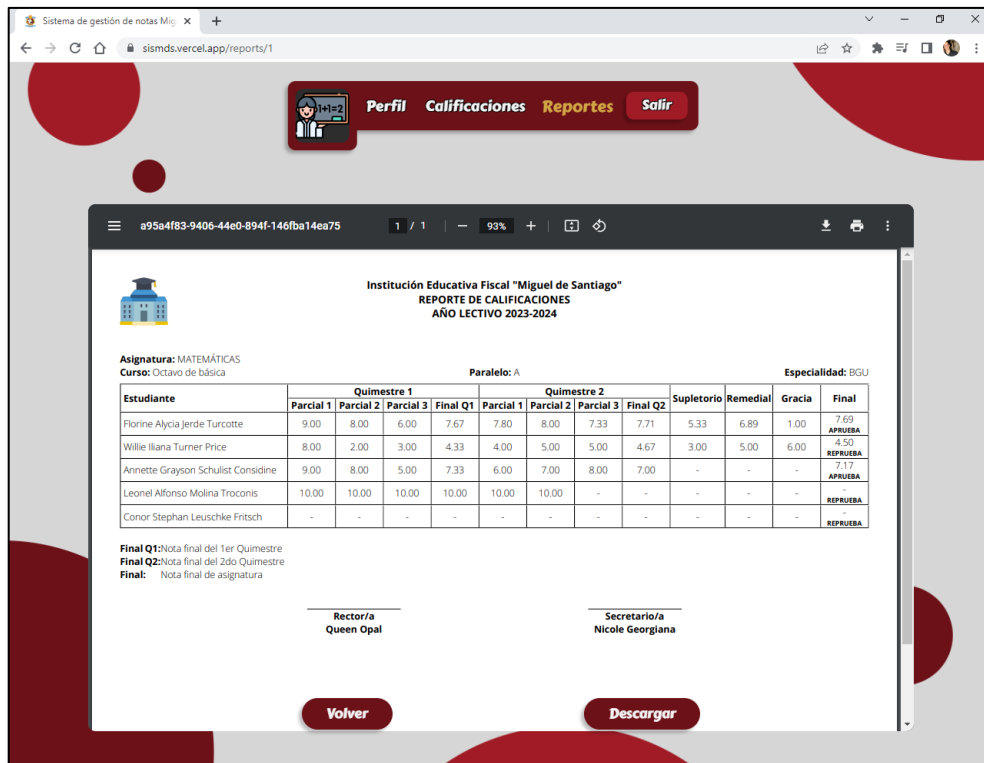 Sistema de gestión de notas Mig
sismds.vercel.app/reports/1
1+1=2
Perfil Calificaciones Reportes Salir
a95a4f83-9406-44e0-894f-146fba14ea75 1 / 1 93%
Institución Educativa Fiscal "Miguel de Santiago"
REPORTE DE CALIFICACIONES
AÑO LECTIVO 2023-2024
Asignatura: MATEMÁTICAS
Curso: Octavo de básica Paralelo: A Especialidad: BGU
Estudiante Quimestre 1 Quimestre 2 Supletorio Remedial Gracia Final
Parcial 1 Parcial 2 Parcial 3 Final Q1 Parcial 1 Parcial 2 Parcial 3 Final Q2
Florine Alycia Jerde Turcotte 9.00 8.00 6.00 7.67 7.80 8.00 7.33 7.71 5.33 6.89 1.00 7.69
APRUEBA
Willie Iliana Turner Price 8.00 2.00 3.00 4.33 4.00 5.00 5.00 4.67 3.00 5.00 6.00 4.50
REPRUEBA
Annette Grayson Schulist Considine 9.00 8.00 5.00 7.33 6.00 7.00 8.00 7.00 - - - 7.17
APRUEBA
Leonel Alfonso Molina Troconis 10.00 10.00 10.00 10.00 10.00 10.00 - - - - - -
REPRUEBA
Conor Stephan Leuschke Fritsch - - - - - - - - - - - -
REPRUEBA
Final Q1:Nota final del 1er Quimestre
Final Q2:Nota final del 2do Quimestre
Final: Nota final de asignatura
Rector/a Secretario/a
Queen Opal Nicole Georgiana
Volver Descargar